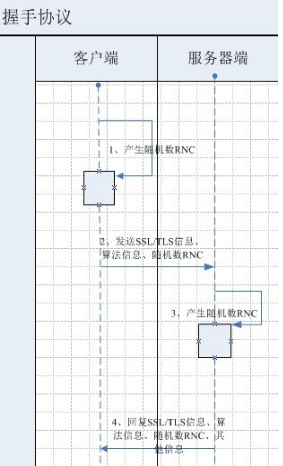 握手协议
客户端
服务器端
1、产生随机数RNC
2、发送SSL/TLS信息、
算法信息、随机数RNC
3、产生随机数RNC
4、回复SSL/TLS信息、算
法信息、随机数RNC、其
他信息